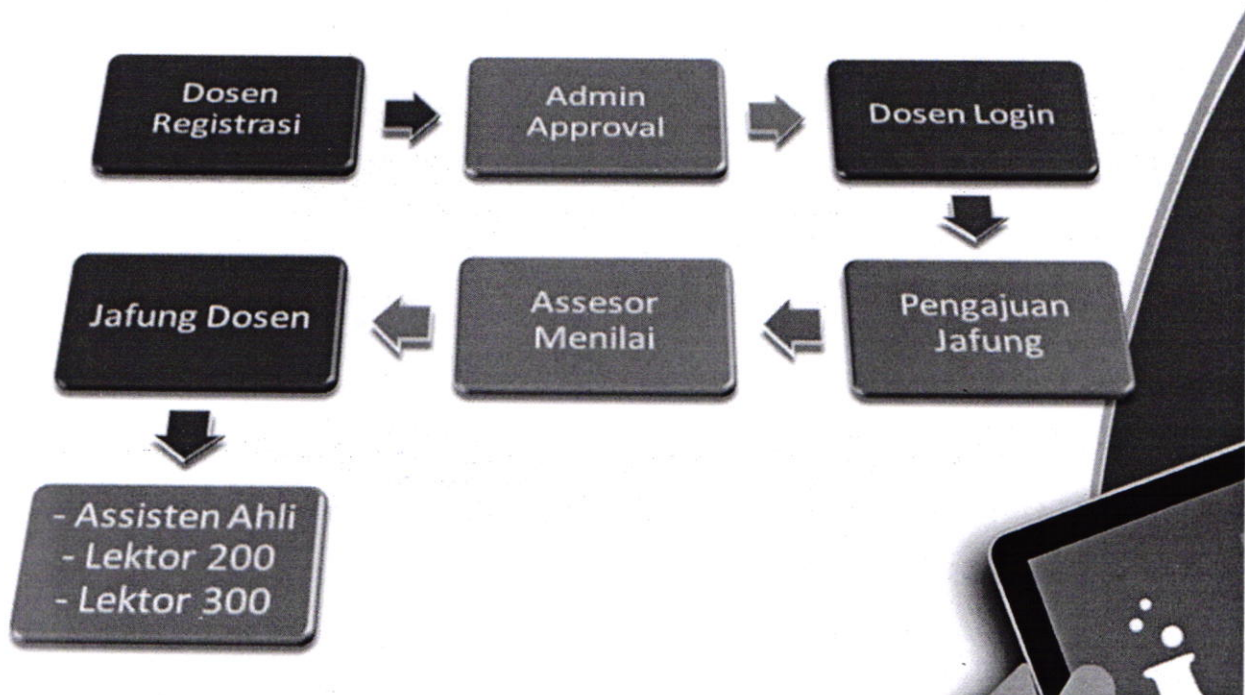 Dosen
Registrasi
Admin
Approval
Dosen Login
Pengajuan
Jafung
Assesor
Menilai
Jafung Dosen
- Assisten Ahli
- Lektor 200
- Lektor 300